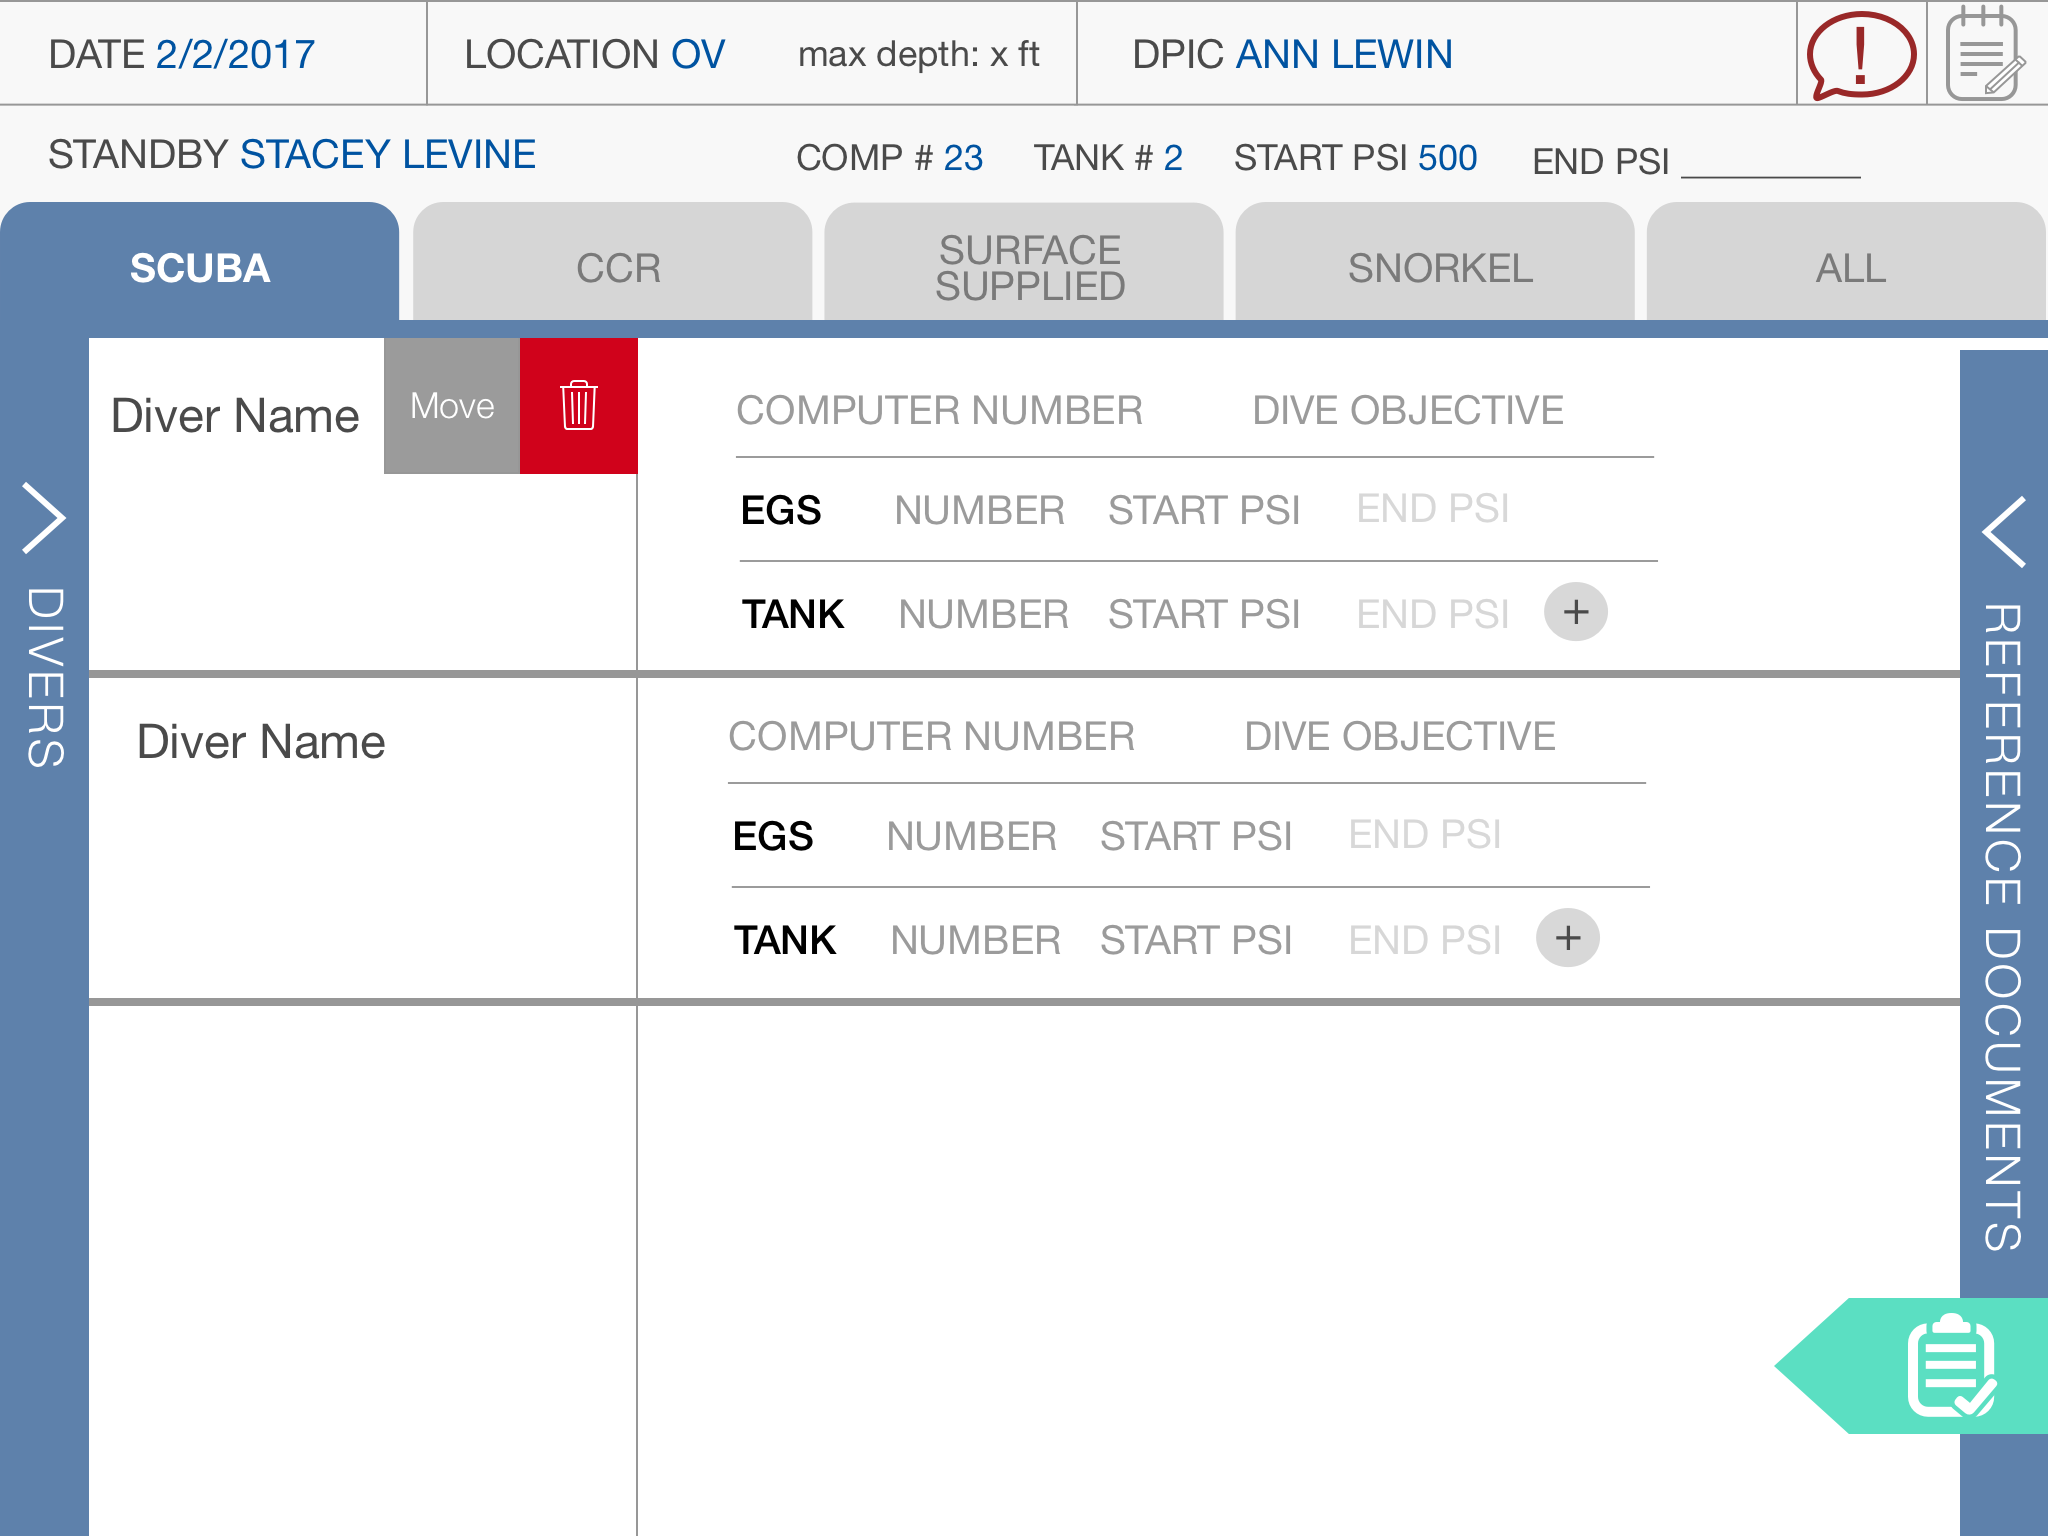 DATE 2/2/2017
LOCATION OV
max depth: x ft
DPIC ANN LEWIN
!
STANDBY STACEY LEVINE
COMP # 23
TANK # 2
START PSI 500
END PSI
SCUBA
CCR
SURFACE
SUPPLIED
SNORKEL
ALL
DIVERS
Diver Name
Move
COMPUTER NUMBER
DIVE OBJECTIVE
EGS NUMBER START PSI END PSI
TANK NUMBER START PSI END PSI +
Diver Name
COMPUTER NUMBER
DIVE OBJECTIVE
EGS NUMBER START PSI END PSI
TANK NUMBER START PSI END PSI +
REFERENCE DOCUMENTS